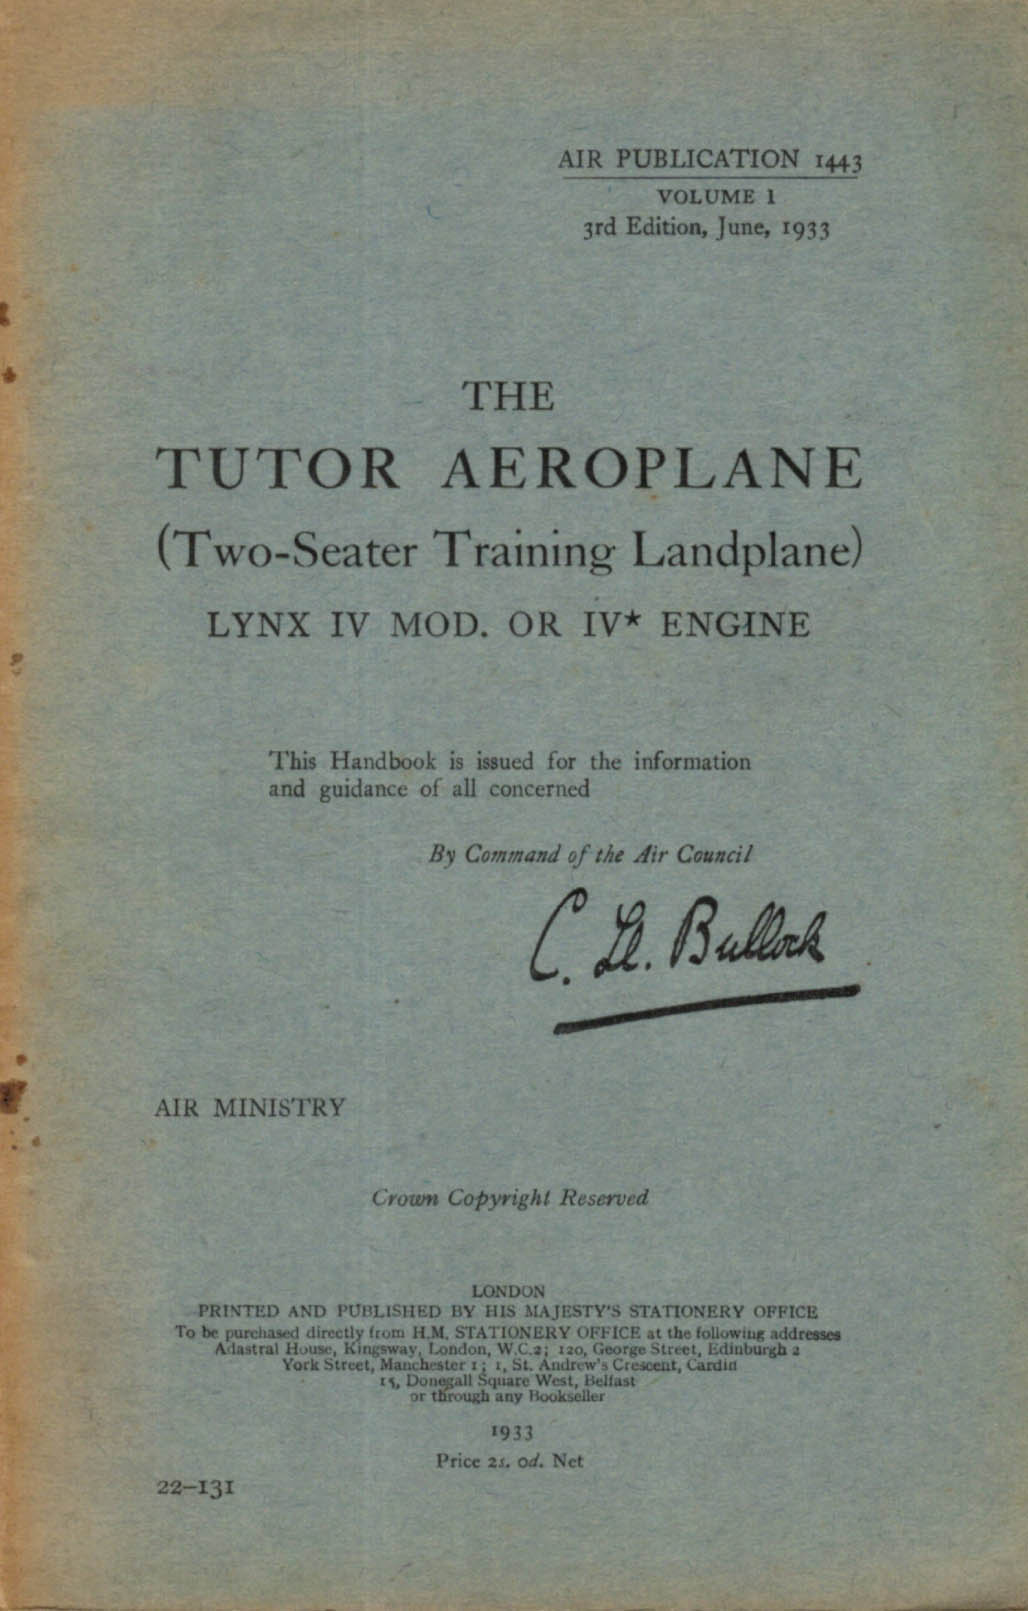 AIR PUBLICATION 1443
VOLUME 1
3rd Edition, June, 1933
THE
TUTOR AEROPLANE
(Two-Seater Training Landplane)
LYNX IV MOD. OR IV★ ENGINE
This Handbook is issued for the information
and guidance of all concerned
By Command of the Air Council
C. Ll. Bullock
AIR MINISTRY
Crown Copyright Reserved
LONDON
PRINTED AND PUBLISHED BY HIS MAJESTY'S STATIONERY OFFICE
To be purchased directly from H.M. STATIONERY OFFICE at the following addresses
Adastral House, Kingsway, London, W.C.2; 120, George Street, Edinburgh 2
York Street, Manchester 1; 1, St. Andrew's Crescent, Cardiff
15, Donegall Square West, Belfast
or through any Bookseller
1933
Price 2s. 0d. Net
22–131